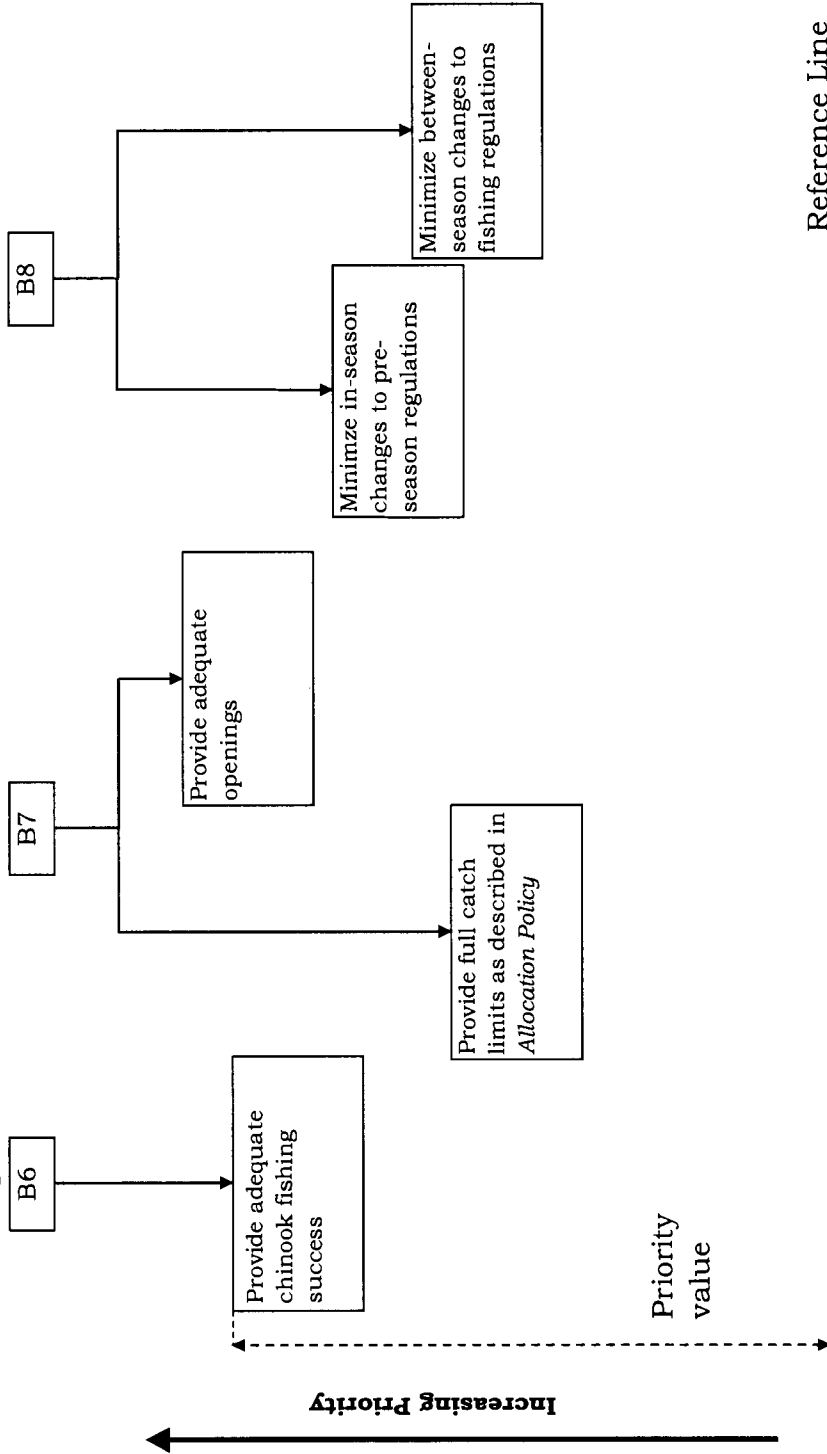 B6
B7
B8
Provide adequate
chinook fishing
success
Provide full catch
limits as described in
Allocation Policy
Provide adequate
openings
Minimze in-season
changes to pre-
season regulations
Minimize between-
season changes to
fishing regulations
Increasing Priority
Priority
value
Reference Line